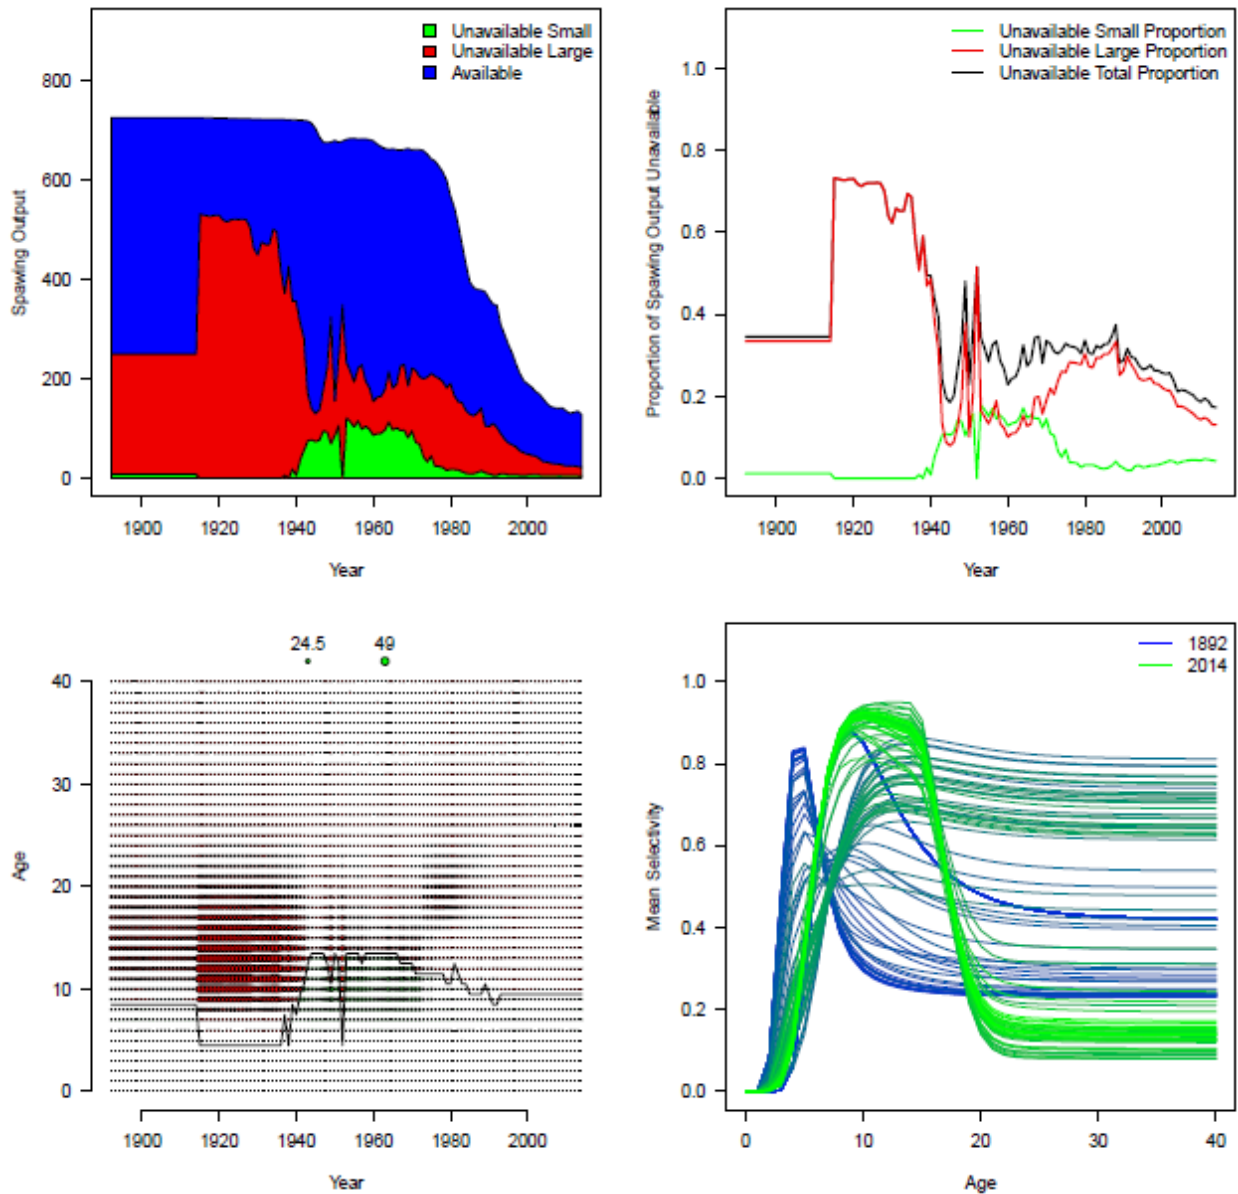 Unavailable Small
Unavailable Large
Available
800
600
400
200
0
Spawing Output
1900 1920 1940 1960 1980 2000
Year
Unavailable Small Proportion
Unavailable Large Proportion
Unavailable Total Proportion
1.0
0.8
0.6
0.4
0.2
0.0
Proportion of Spawing Output Unavailable
1900 1920 1940 1960 1980 2000
Year
24.5 49
40
30
20
10
0
Age
1900 1920 1940 1960 1980 2000
Year
1892
2014
1.0
0.8
0.6
0.4
0.2
0.0
Mean Selectivity
0 10 20 30 40
Age